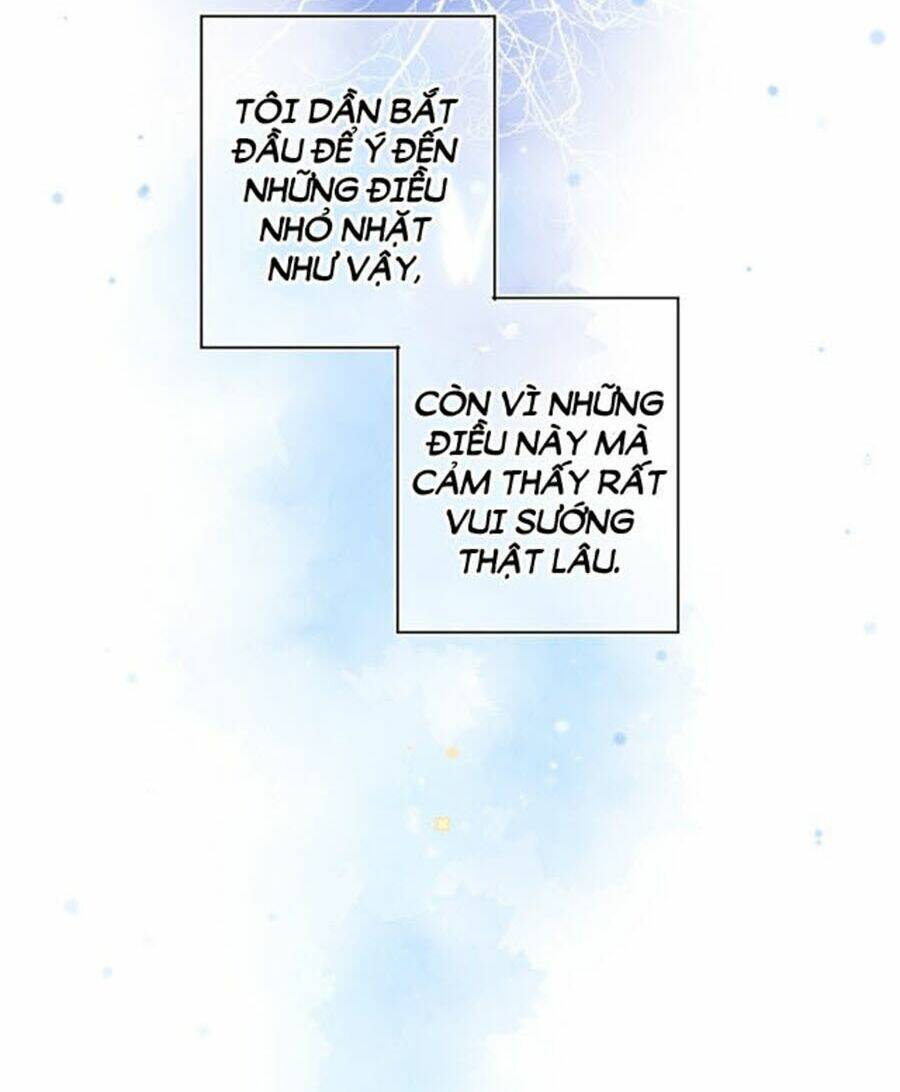 TÔI DẦN BẮT
ĐẦU ĐỂ Ý ĐẾN
NHỮNG ĐIỀU
NHỎ NHẶT
NHƯ VẬY,
CÒN VÌ NHỮNG
ĐIỀU NÀY MÀ
CẢM THẤY RẤT
VUI SƯỚNG
THẬT LÂU.